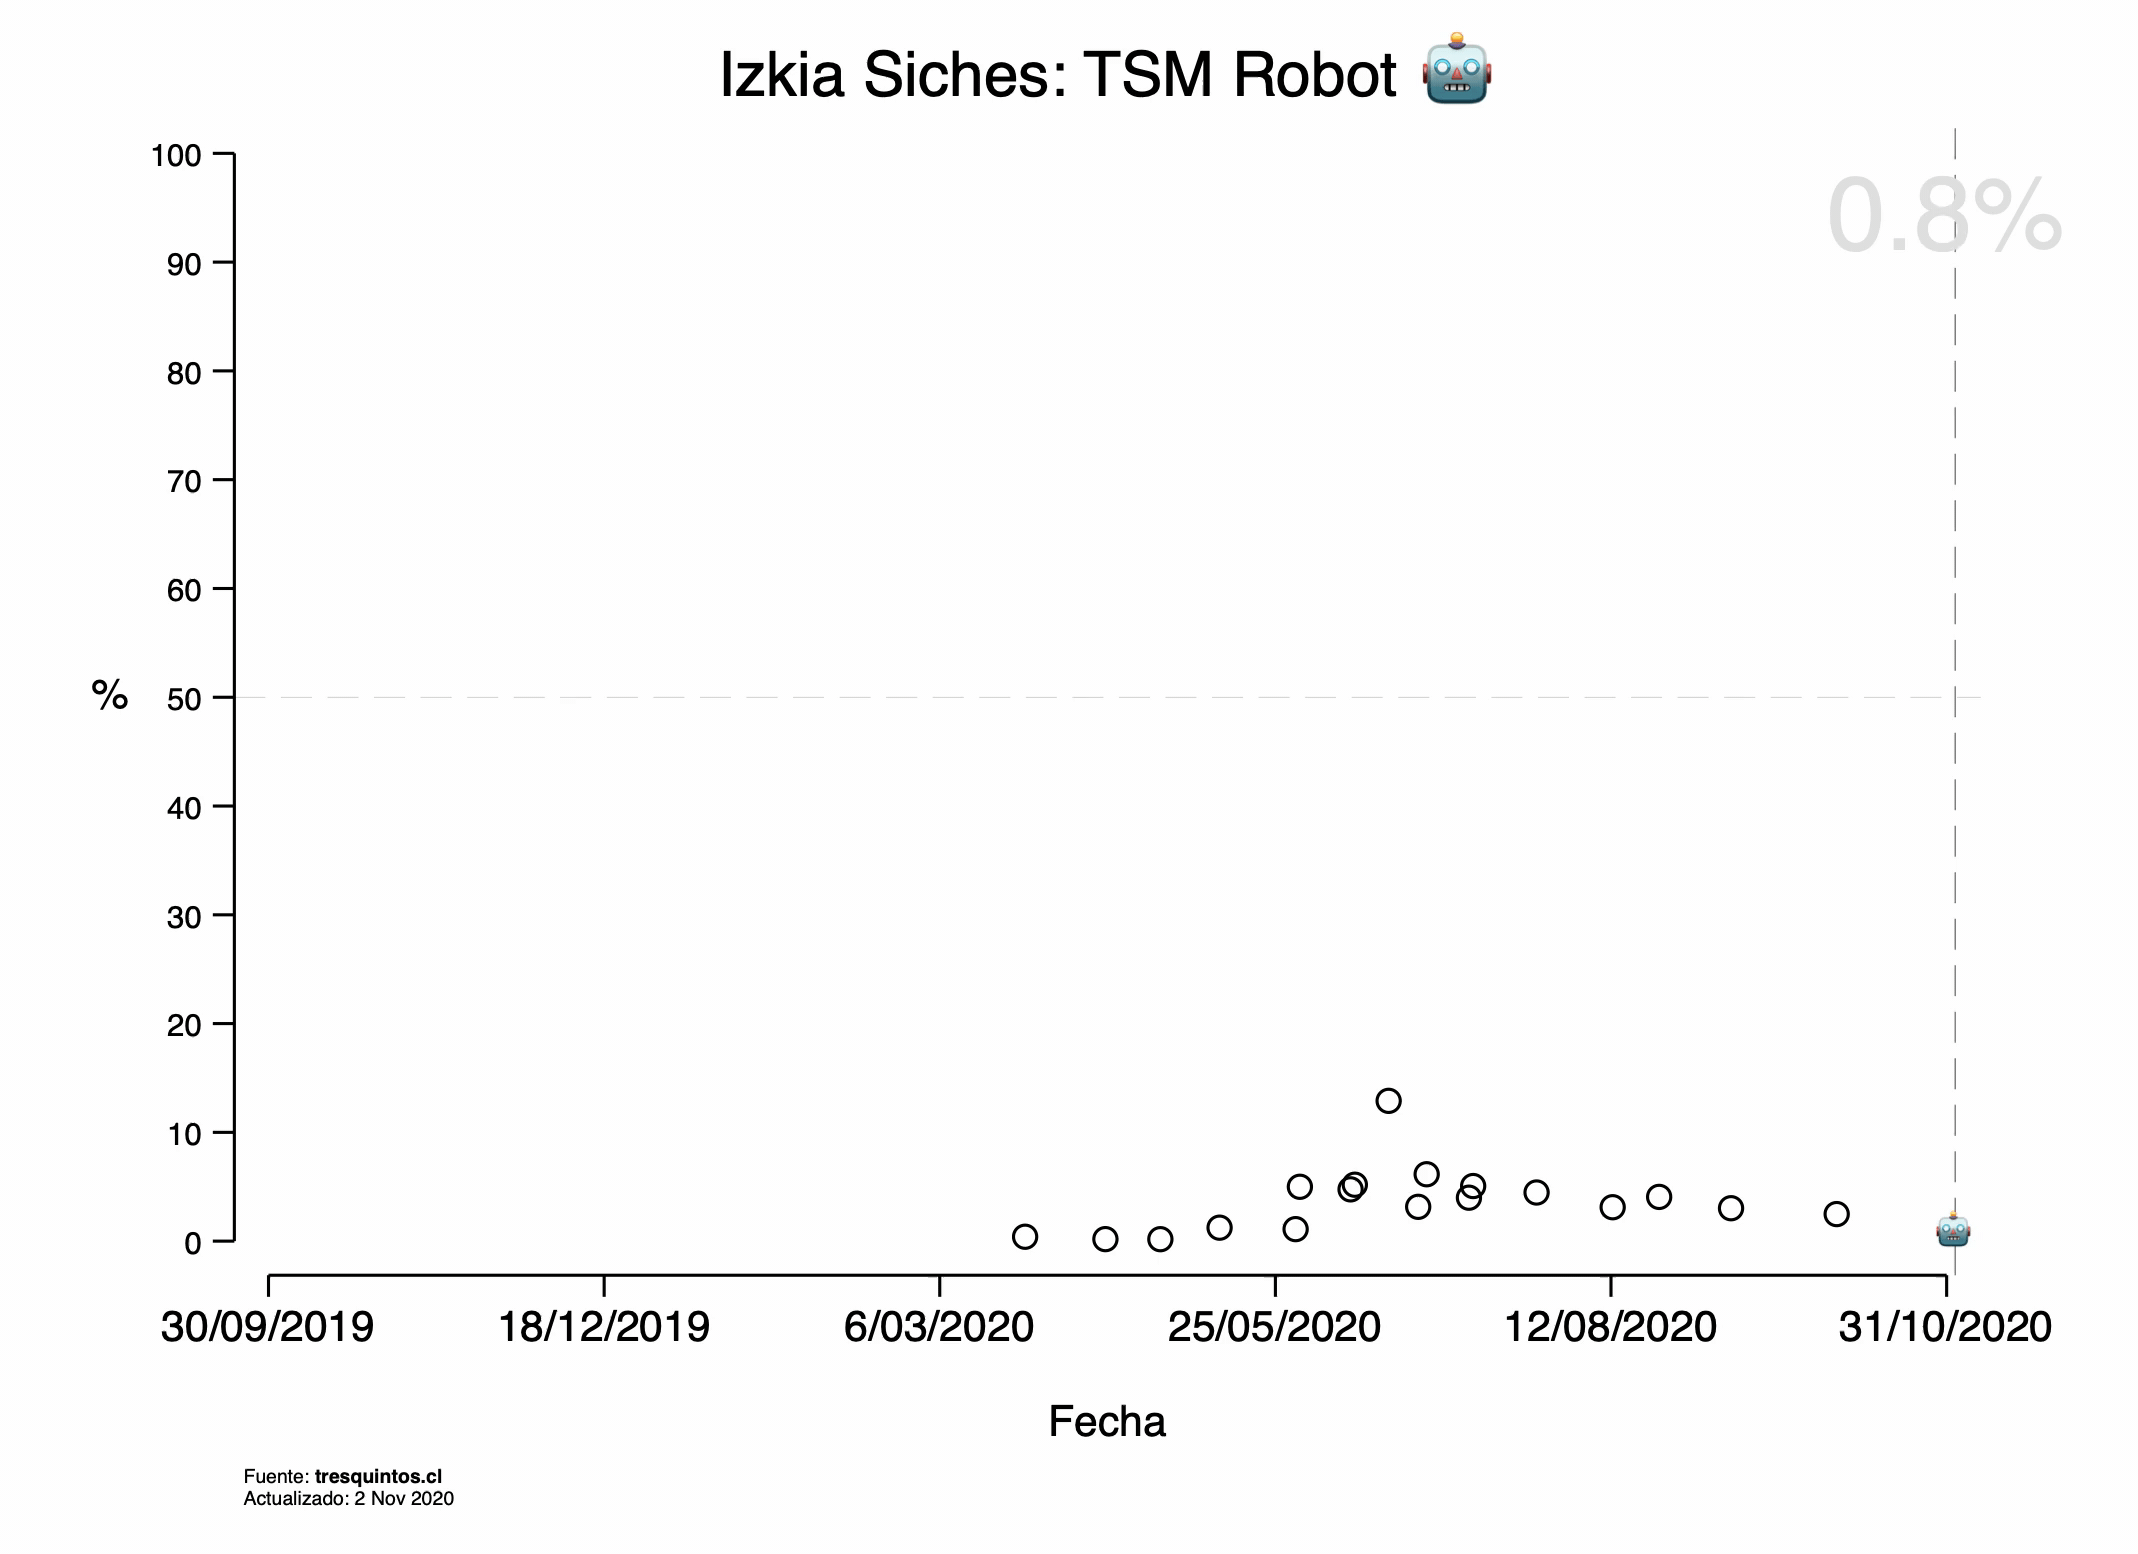 Izkia Siches: TSM Robot 🤖
0.8%
100
90
80
70
60
50
40
30
20
10
0
%
30/09/2019 18/12/2019 6/03/2020 25/05/2020 12/08/2020 31/10/2020
Fecha
Fuente: tresquintos.cl
Actualizado: 2 Nov 2020